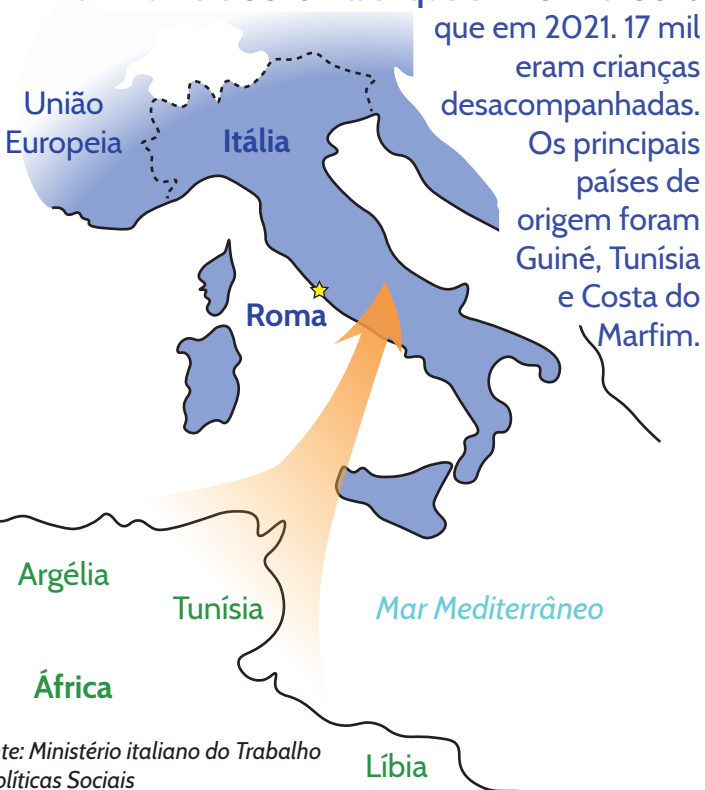 que em 2021. 17 mil
eram crianças
desacompanhadas.
Os principais
países de
origem foram
Guiné, Tunísia
e Costa do
Marfim.
União
Europeia
Itália
Roma
Argélia
Tunísia
Mar Mediterrâneo
África
Ministério italiano do Trabalho
Sociais
Líbia